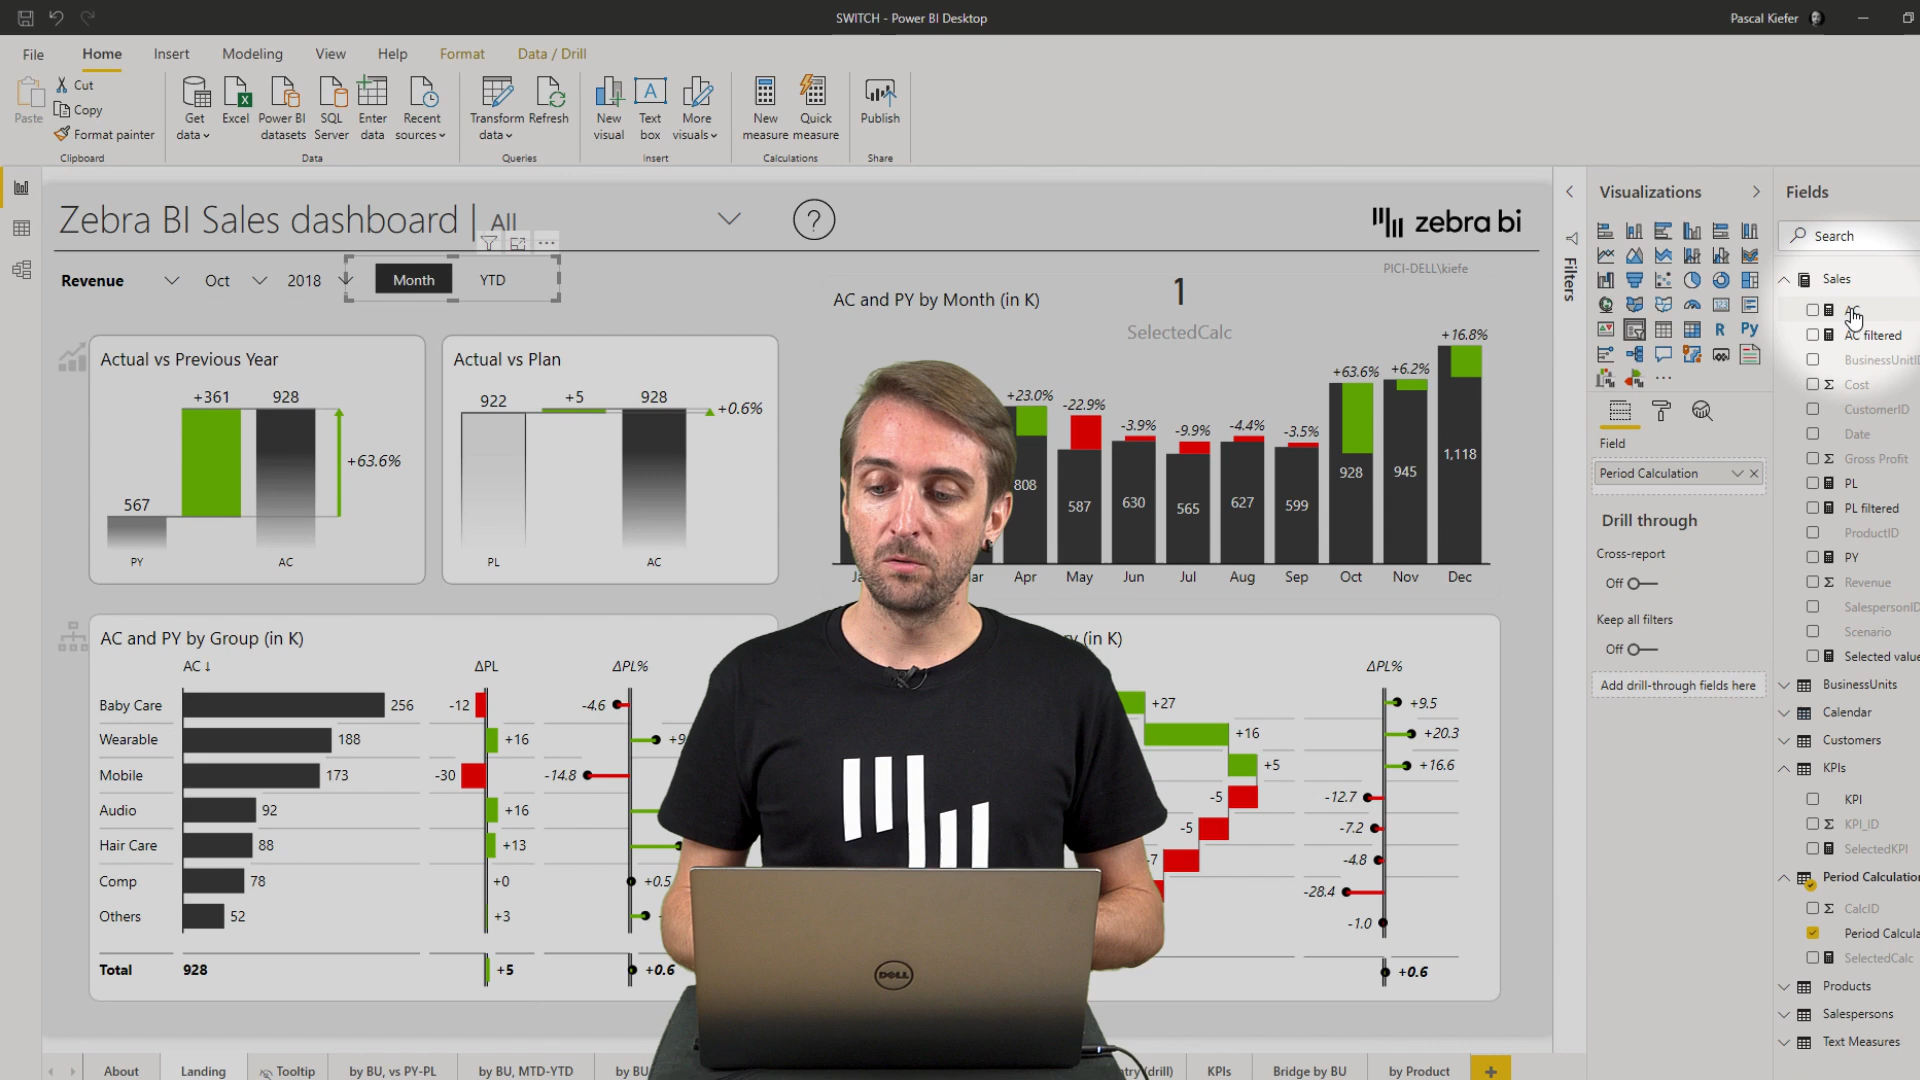 SWITCH - Power BI Desktop
Pascal Kiefer
File Home Insert Modeling View Help Format Data / Drill
Paste
Cut
Copy
Format painter
Clipboard
Get data
Excel
Power BI datasets
SQL Server
Enter data
Recent sources
Data
Transform data
Refresh
Queries
New visual
Text box
More visuals
Insert
New measure
Quick measure
Calculations
Publish
Share
Zebra BI Sales dashboard | All
?
zebra bi
PICI-DELL\kiefe
Revenue Oct 2018 Month YTD
Actual vs Previous Year
+361 928
567
+63.6%
PY AC
Actual vs Plan
922 +5 928
+0.6%
PL AC
AC and PY by Month (in K)
1
SelectedCalc
+23.0% -22.9% -3.9% -9.9% -4.4% -3.5% +63.6% +6.2% +16.8%
808 587 630 565 627 599 928 945 1,118
Apr May Jun Jul Aug Sep Oct Nov Dec
AC and PY by Group (in K)
AC ↓ ΔPL ΔPL%
Baby Care 256 -12 -4.6
Wearable 188 +16 +9
Mobile 173 -30 -14.8
Audio 92 +16
Hair Care 88 +13
Comp 78 +0 +0.5
Others 52 +3
Total 928 +5 +0.6
(in K)
ΔPL%
+27 +9.5
+16 +20.3
+5 +16.6
-5 -12.7
-5 -7.2
-7 -4.8
-28.4
-1.0
+0.6
Filters
Visualizations
R Py
Field
Period Calculation
Drill through
Cross-report
Off
Keep all filters
Off
Add drill-through fields here
Fields
Search
Sales
AC
AC filtered
BusinessUnitI
Cost
CustomerID
Date
Gross Profit
PL
PL filtered
ProductID
PY
Revenue
SalespersonID
Scenario
Selected value
BusinessUnits
Calendar
Customers
KPIs
KPI
KPI_ID
SelectedKPI
Period Calculation
CalcID
Period Calcula
SelectedCalc
Products
Salespersons
Text Measures
DELL
About Landing Tooltip by BU, vs PY-PL by BU, MTD-YTD by BU (drill) KPIs Bridge by BU by Product +